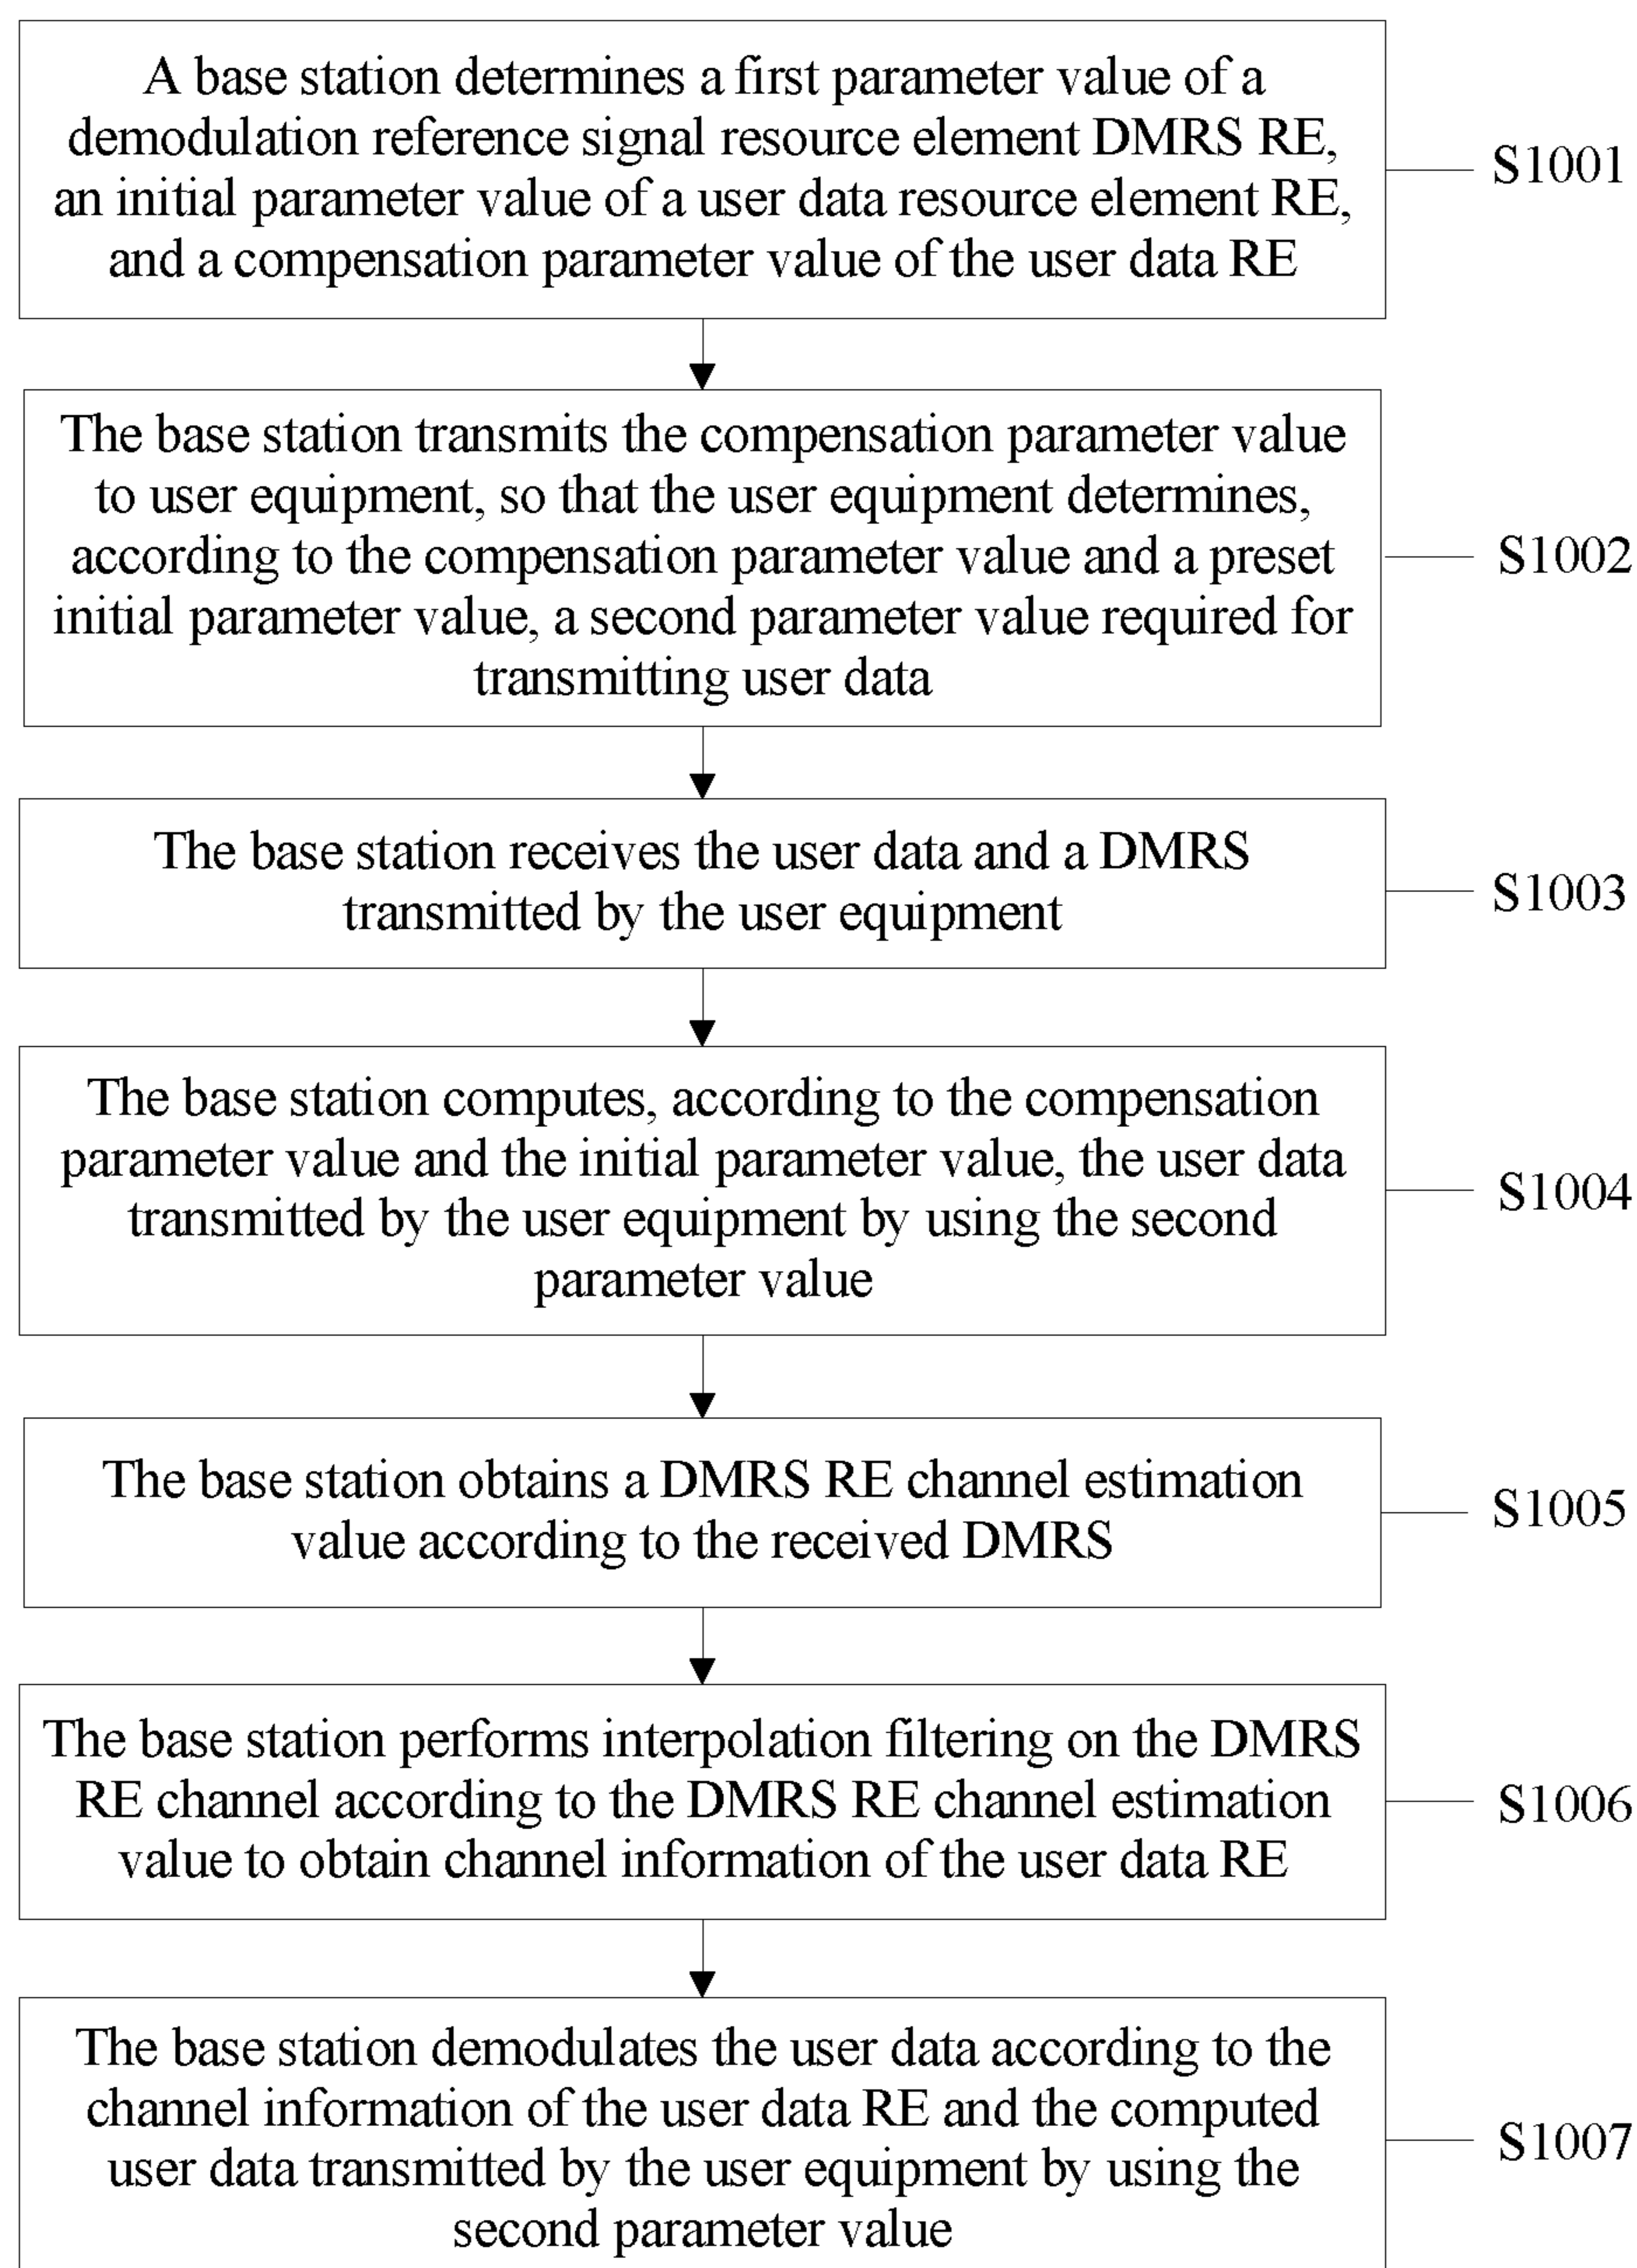 A base station determines a first parameter value of a
demodulation reference signal resource element DMRS RE,
an initial parameter value of a user data resource element RE,
and a compensation parameter value of the user data RE
S1001
The base station transmits the compensation parameter value
to user equipment, so that the user equipment determines,
according to the compensation parameter value and a preset
initial parameter value, a second parameter value required for
transmitting user data
S1002
The base station receives the user data and a DMRS
transmitted by the user equipment
S1003
The base station computes, according to the compensation
parameter value and the initial parameter value, the user data
transmitted by the user equipment by using the second
parameter value
S1004
The base station obtains a DMRS RE channel estimation
value according to the received DMRS
S1005
The base station performs interpolation filtering on the DMRS
RE channel according to the DMRS RE channel estimation
value to obtain channel information of the user data RE
S1006
The base station demodulates the user data according to the
channel information of the user data RE and the computed
user data transmitted by the user equipment by using the
second parameter value
S1007